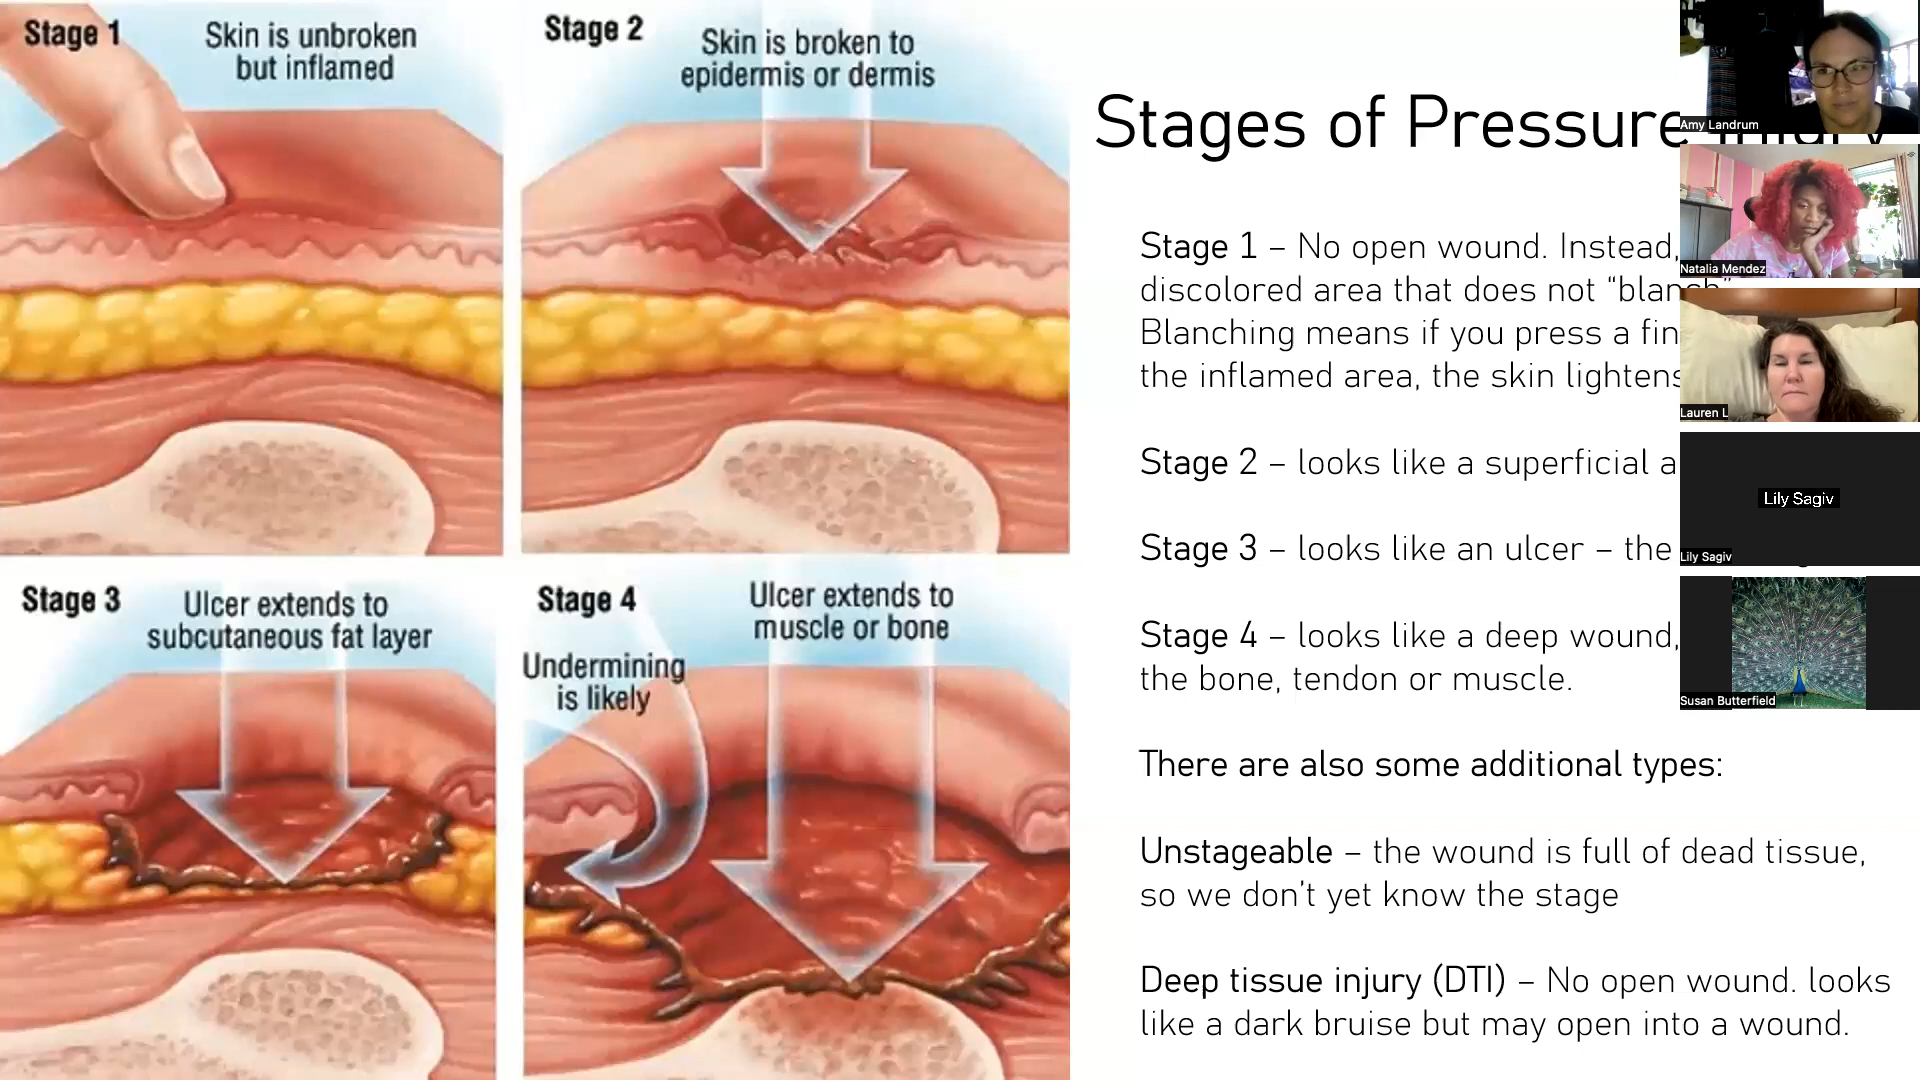 Stage 1
Skin is unbroken
but inflamed
Stage 2
Skin is broken to
epidermis or dermis
Stage 3
Ulcer extends to
subcutaneous fat layer
Stage 4
Ulcer extends to
muscle or bone
Undermining
is likely
Stages of Pressure Injury
Stage 1 – No open wound. Instead,
discolored area that does not “blanch”
Blanching means if you press a fin
the inflamed area, the skin lightens
Stage 2 – looks like a superficial a
Stage 3 – looks like an ulcer – the
Stage 4 – looks like a deep wound,
the bone, tendon or muscle.
There are also some additional types:
Unstageable – the wound is full of dead tissue,
so we don’t yet know the stage
Deep tissue injury (DTI) – No open wound. looks
like a dark bruise but may open into a wound.
Amy Landrum
Natalia Mendez
Lauren L
Lily Sagiv
Lily Sagiv
Susan Butterfield